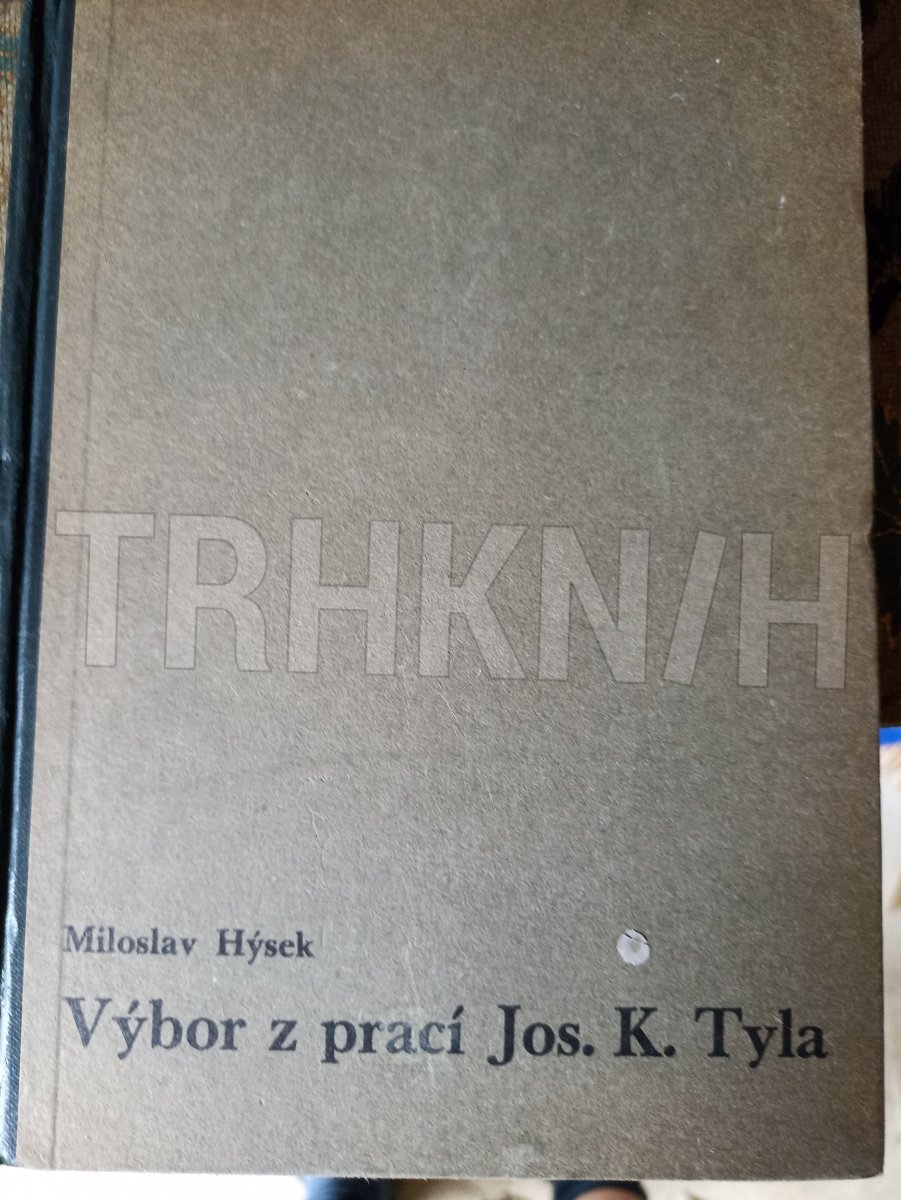 TRHKN/H
Miloslav Hýsek
Výbor z prací Jos. K. Tyla